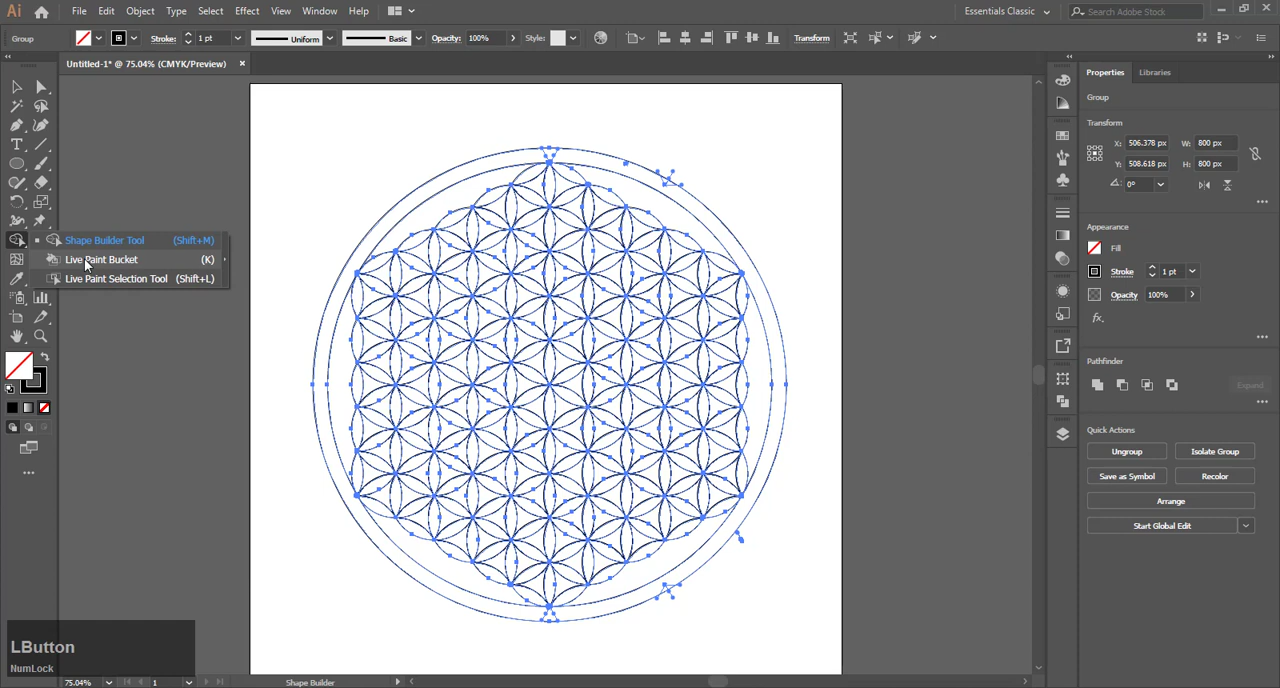 Ai File Edit Object Type Select Effect View Window Help Essentials Classic Search Adobe Stock
Group Stroke: 1 pt Uniform Basic Opacity: 100% Style: Transform
Untitled-1* @ 75.04% (CMYK/Preview)
Properties Libraries
Group
Transform
X: 506.378 px W: 800 px
Y: 508.618 px H: 800 px
0°
Appearance
Fill
Stroke 1 pt
Opacity 100%
fx.
Pathfinder
Expand
Quick Actions
Ungroup Isolate Group
Save as Symbol Recolor
Arrange
Start Global Edit
Shape Builder Tool (Shift+M)
Live Paint Bucket (K)
Live Paint Selection Tool (Shift+L)
LButton
NumLock
75.04% 1 Shape Builder